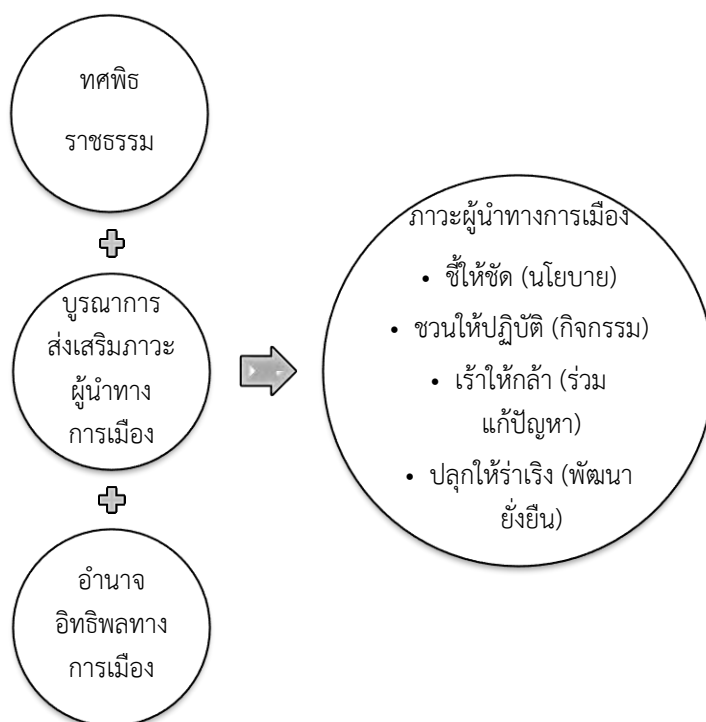 ทศพิธ
ราชธรรม
บูรณาการ
ส่งเสริมภาวะ
ผู้นำทาง
การเมือง
อำนาจ
อิทธิพลทาง
การเมือง
ภาวะผู้นำทางการเมือง
• ชี้ให้ชัด (นโยบาย)
• ชวนให้ปฏิบัติ (กิจกรรม)
• เร้าให้กล้า (ร่วม
แก้ปัญหา)
• ปลุกให้ร่าเริง (พัฒนา
ยั่งยืน)